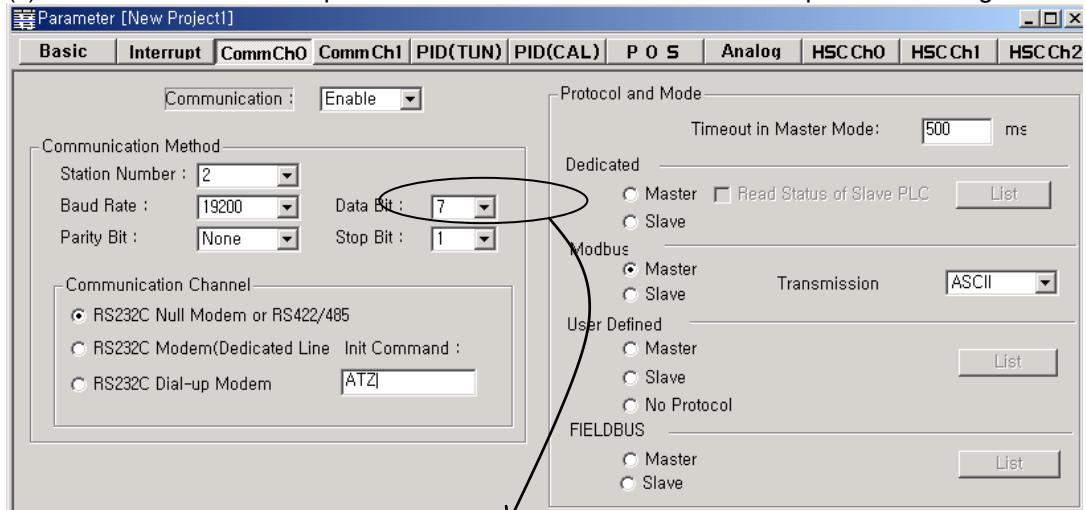 Parameter [New Project1]
Basic Interrupt CommCh0 CommCh1 PID(TUN) PID(CAL) P O S Analog HSCCh0 HSCCh1 HSCCh2
Communication : Enable
Communication Method
Station Number : 2
Baud Rate : 19200 Data Bit : 7
Parity Bit : None Stop Bit : 1
Communication Channel
RS232C Null Modem or RS422/485
RS232C Modem(Dedicated Line Init Command :
RS232C Dial-up Modem ATZ
Protocol and Mode
Timeout in Master Mode: 500 ms
Dedicated
Master Read Status of Slave PLC List
Slave
Modbus
Master Transmission ASCII
Slave
User Defined
Master List
Slave
No Protocol
FIELDBUS
Master List
Slave